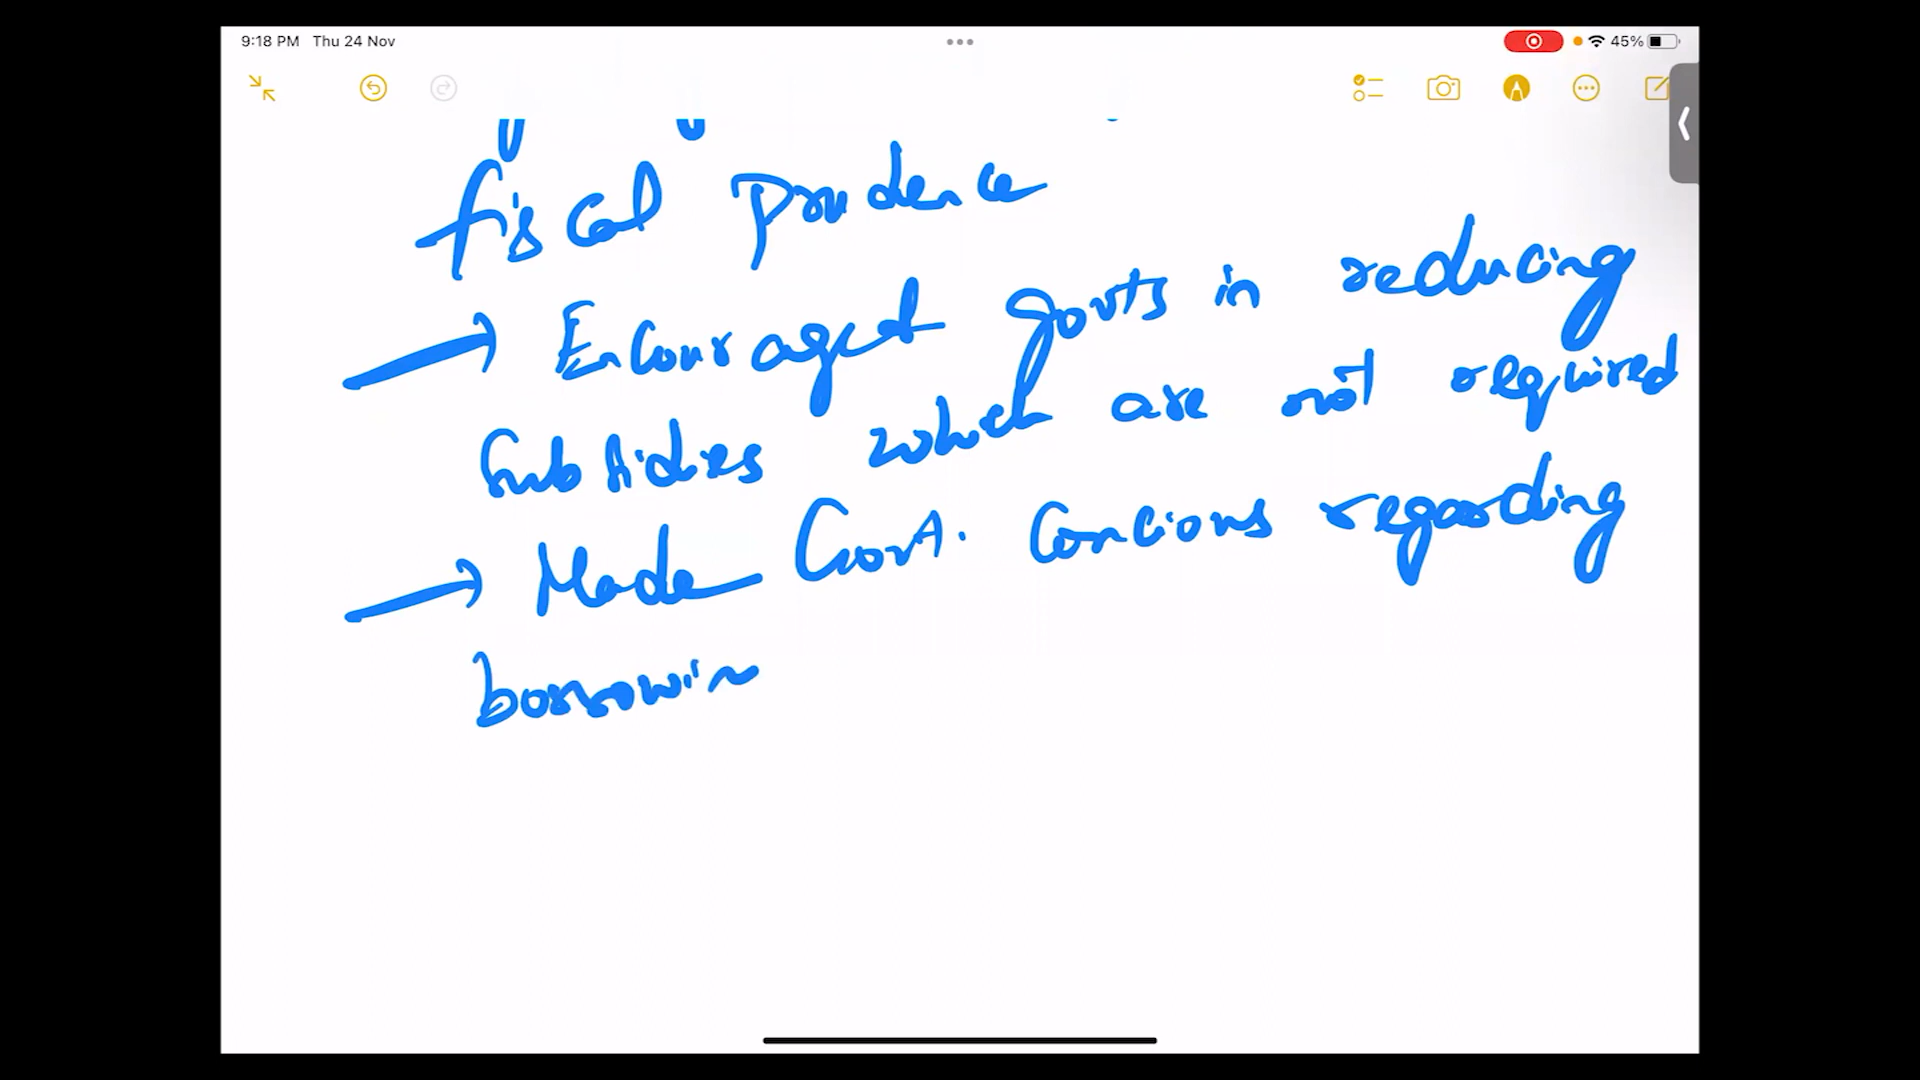 9:18 PM Thu 24 Nov
45%
fiscal prudence
→ Encouraged govts in reducing
subsidies which are not required
→ Made Govt. Concious regarding
borrowin